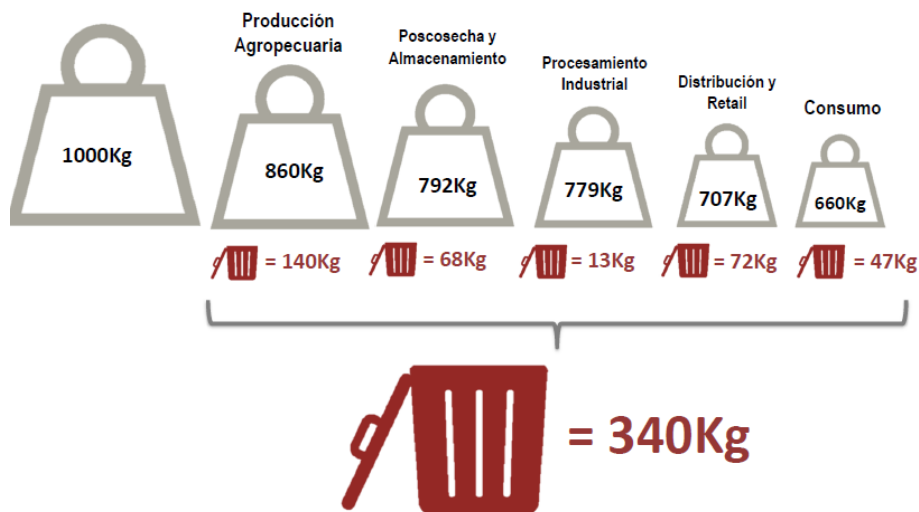 Producción
Agropecuaria
Poscosecha y
Almacenamiento
Procesamiento
Industrial
Distribución y
Retail
Consumo
1000Kg
860Kg
792Kg
779Kg
707Kg
660Kg
= 140Kg
= 68Kg
= 13Kg
= 72Kg
= 47Kg
= 340Kg